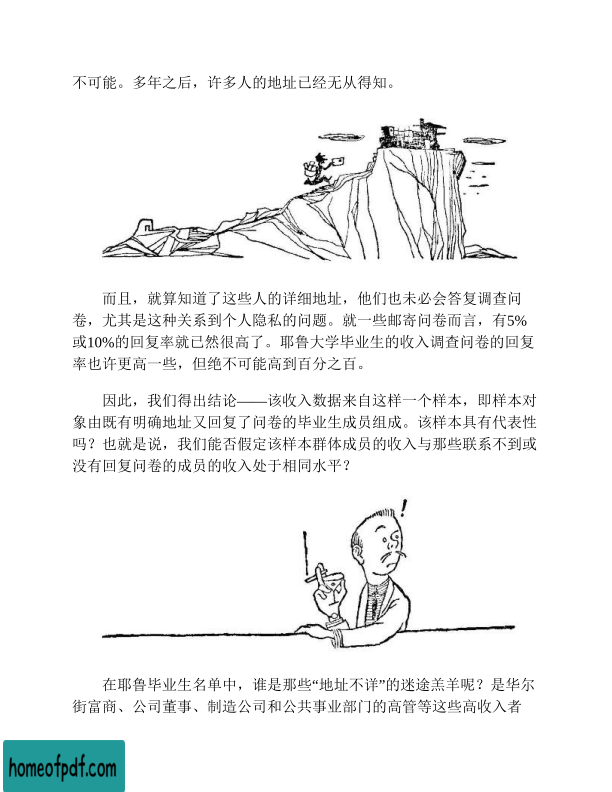 不可能。多年之后，许多人的地址已经无从得知。
而且，就算知道了这些人的详细地址，他们也未必会答复调查问
卷，尤其是这种关系到个人隐私的问题。就一些邮寄问卷而言，有5%
或10%的回复率就已然很高了。耶鲁大学毕业生的收入调查问卷的回复
率也许更高一些，但绝不可能高到百分之百。
因此，我们得出结论——该收入数据来自这样一个样本，即样本对
象由既有明确地址又回复了问卷的毕业生成员组成。该样本具有代表性
吗？也就是说，我们能否假定该样本群体成员的收入与那些联系不到或
没有回复问卷的成员的收入处于相同水平？
！
在耶鲁毕业生名单中，谁是那些“地址不详”的迷途羔羊呢？是华尔
街富商、公司董事、制造公司和公共事业部门的高管等这些高收入者
homeofpdf.com